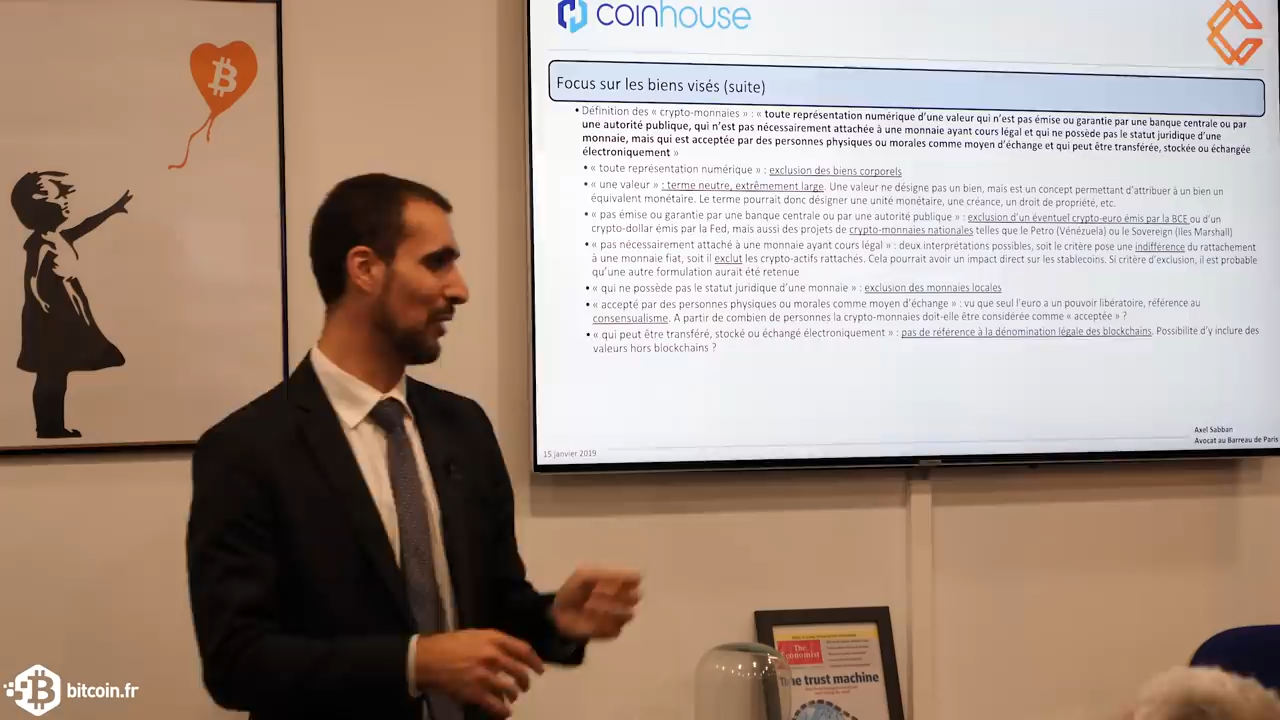 coinhouse
Focus sur les biens visés (suite)
• Définition des « crypto-monnaies » : « toute représentation numérique d'une valeur qui n'est pas émise ou garantie par une banque centrale ou par
une autorité publique, qui n'est pas nécessairement attachée à une monnaie ayant cours légal et qui ne possède pas le statut juridique d'une
monnaie, mais qui est acceptée par des personnes physiques ou morales comme moyen d'échange et qui peut être transférée, stockée ou échangée
électroniquement »
• « toute représentation numérique » : exclusion des biens corporels
• « une valeur » : terme neutre, extrêmement large. Une valeur ne désigne pas un bien, mais est un concept permettant d'attribuer à un bien un
équivalent monétaire. Le terme pourrait donc désigner une unité monétaire, une créance, un droit de propriété, etc.
• « pas émise ou garantie par une banque centrale ou par une autorité publique » : exclusion d'un éventuel crypto-euro émis par la BCE ou d'un
crypto-dollar émis par la Fed, mais aussi des projets de crypto-monnaies nationales telles que le Petro (Vénézuela) ou le Sovereign (Iles Marshall)
• « pas nécessairement attaché à une monnaie ayant cours légal » : deux interprétations possibles, soit le critère pose une indifférence du rattachement
à une monnaie fiat, soit il exclut les crypto-actifs rattachés. Cela pourrait avoir un impact direct sur les stablecoins. Si critère d'exclusion, il est probable
qu'une autre formulation aurait été retenue
• « qui ne possède pas le statut juridique d'une monnaie » : exclusion des monnaies locales
• « accepté par des personnes physiques ou morales comme moyen d'échange » : vu que seul l'euro a un pouvoir libératoire, référence au
consensualisme. A partir de combien de personnes la crypto-monnaies doit-elle être considérée comme « acceptée » ?
• « qui peut être transféré, stocké ou échangé électroniquement » : pas de référence à la dénomination légale des blockchains. Possibilite d'y inclure des
valeurs hors blockchains ?
Axel Sabban
Avocat au Barreau de Paris
15 janvier 2019
The
Economist
The trust machine
bitcoin.fr